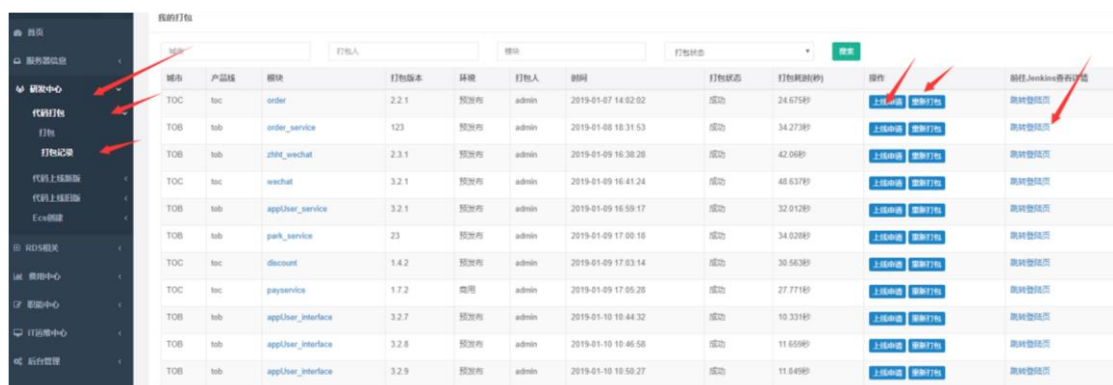 我的打包
首页
服务器信息
研发中心
代码打包
打包
打包记录
代码上线新版
代码上线旧版
Ecs创建
RDS相关
费用中心
职能中心
IT运维中心
后台管理
城市 打包人 模块 打包状态 搜索
城市 产品线 模块 打包版本 环境 打包人 时间 打包状态 打包耗时(秒) 操作 前往Jenkins查看详情
TOC toc order 2.2.1 预发布 admin 2019-01-07 14:02:02 成功 24.675秒 上线申请 重新打包 跳转登陆页
TOB tob order_service 123 预发布 admin 2019-01-08 18:31:53 成功 34.273秒 上线申请 重新打包 跳转登陆页
TOB tob zhht_wechat 2.3.1 预发布 admin 2019-01-09 16:38:28 成功 42.06秒 上线申请 重新打包 跳转登陆页
TOC toc wechat 3.2.1 预发布 admin 2019-01-09 16:41:24 成功 48.637秒 上线申请 重新打包 跳转登陆页
TOB tob appUser_service 3.2.1 预发布 admin 2019-01-09 16:59:17 成功 32.012秒 上线申请 重新打包 跳转登陆页
TOB tob park_service 23 预发布 admin 2019-01-09 17:00:18 成功 34.028秒 上线申请 重新打包 跳转登陆页
TOC toc discount 1.4.2 预发布 admin 2019-01-09 17:03:14 成功 30.563秒 上线申请 重新打包 跳转登陆页
TOC toc payservice 1.7.2 商用 admin 2019-01-09 17:05:28 成功 27.771秒 上线申请 重新打包 跳转登陆页
TOB tob appUser_interface 3.2.7 预发布 admin 2019-01-10 10:44:32 成功 10.331秒 上线申请 重新打包 跳转登陆页
TOB tob appUser_interface 3.2.8 预发布 admin 2019-01-10 10:46:58 成功 11.659秒 上线申请 重新打包 跳转登陆页
TOB tob appUser_interface 3.2.9 预发布 admin 2019-01-10 10:50:27 成功 11.849秒 上线申请 重新打包 跳转登陆页